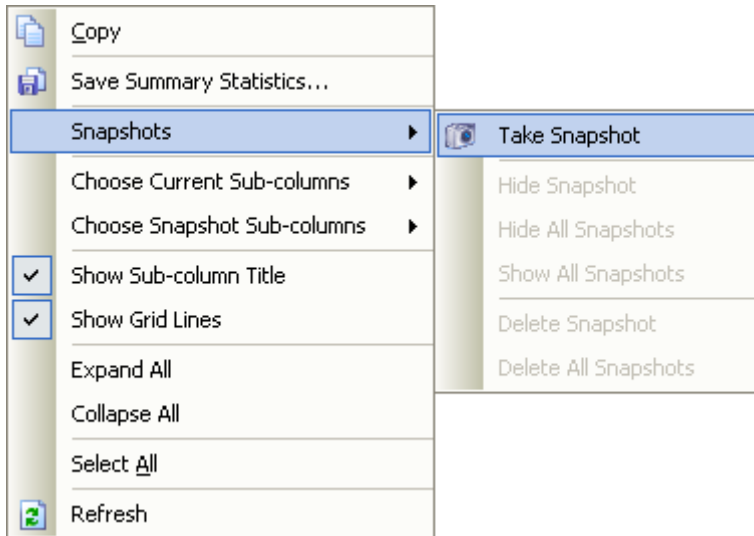 Copy
Save Summary Statistics...
Snapshots
Choose Current Sub-columns
Choose Snapshot Sub-columns
Show Sub-column Title
Show Grid Lines
Expand All
Collapse All
Select All
Refresh
Take Snapshot
Hide Snapshot
Hide All Snapshots
Show All Snapshots
Delete Snapshot
Delete All Snapshots